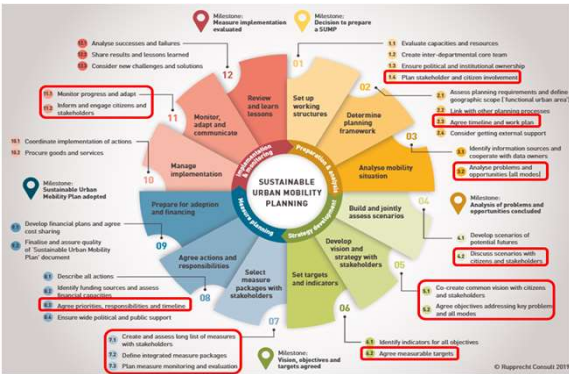 Milestone:
Measure implementation
evaluated
Milestone:
Decision to prepare
a SUMP
12.1 Analyse successes and failures
12.2 Share results and lessons learned
12.3 Consider new challenges and solutions
1.1 Evaluate capacities and resources
1.2 Create inter-departmental core team
1.3 Ensure political and institutional ownership
1.4 Plan stakeholder and citizen involvement
11.1 Monitor progress and adapt
11.2 Inform and engage citizens and
stakeholders
2.1 Assess planning requirements and define
geographic scope ('functional urban area')
2.2 Link with other planning processes
2.3 Agree timeline and work plan
2.4 Consider getting external support
10.1 Coordinate implementation of actions
10.2 Procure goods and services
3.1 Identify information sources and
cooperate with data owners
3.2 Analyse problems and
opportunities (all modes)
Milestone:
Sustainable Urban
Mobility Plan adopted
Milestone:
Analysis of problems and
opportunities concluded
9.1 Develop financial plans and agree
cost sharing
9.2 Finalise and assure quality
of 'Sustainable Urban Mobility
Plan' document
4.1 Develop scenarios of
potential futures
4.2 Discuss scenarios with
citizens and stakeholders
8.1 Describe all actions
8.2 Identify funding sources and assess
financial capacities
8.3 Agree priorities, responsibilities and timeline
8.4 Ensure wide political and public support
5.1 Co-create common vision with citizens
and stakeholders
5.2 Agree objectives addressing key problems
and all modes
7.1 Create and assess long list of measures
with stakeholders
7.2 Define integrated measure packages
7.3 Plan measure monitoring and evaluation
6.1 Identify indicators for all objectives
6.2 Agree measurable targets
Milestone:
Vision, objectives and
targets agreed
01
Set up
working
structures
02
Determine
planning
framework
03
Analyse mobility
situation
04
Build and jointly
assess scenarios
05
Develop
vision and
strategy with
stakeholders
06
Set targets
and indicators
07
Select
measure
packages with
stakeholders
08
Agree actions and
responsibilities
09
Prepare for adoption
and financing
10
Manage
implementation
11
Monitor,
adapt and
communicate
12
Review
and learn
lessons
Preparation & analysis
Strategy development
Measure planning
Implementation
& monitoring
SUSTAINABLE
URBAN MOBILITY
PLANNING
© Rupprecht Consult 2019